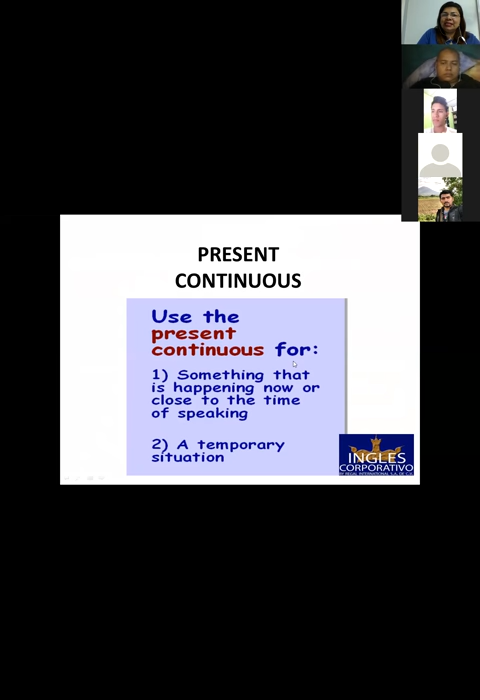 PRESENT
CONTINUOUS
Use the
present
continuous for:
1) Something that
is happening now or
close to the time
of speaking
2) A temporary
situation
INGLES
CORPORATIVO